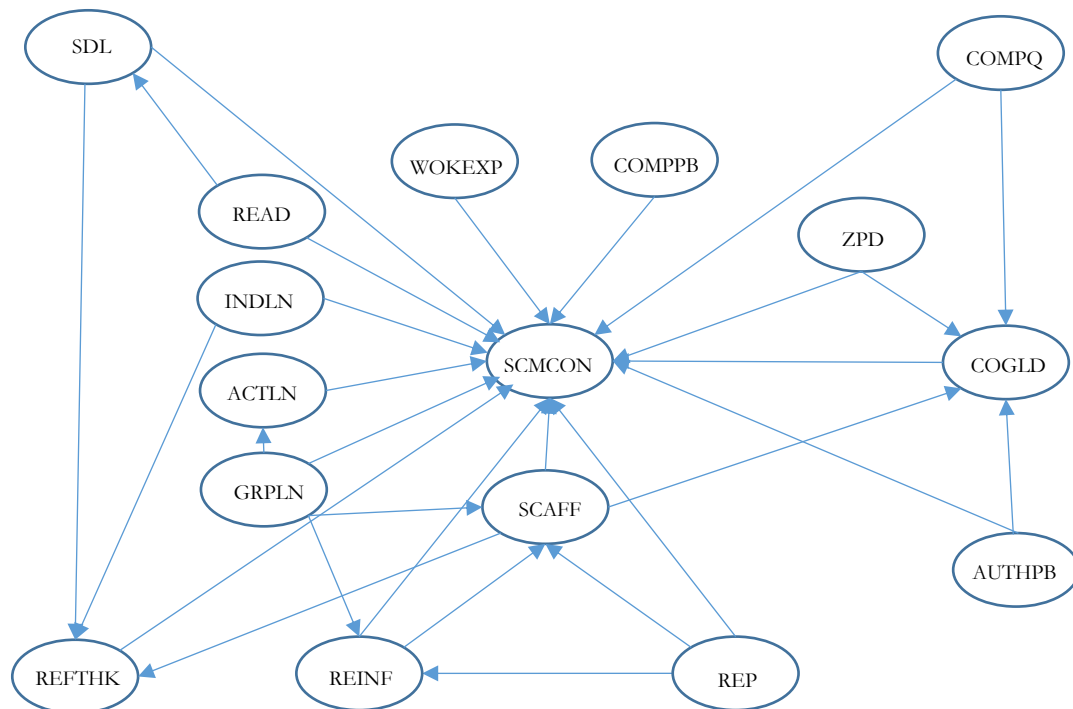 SDL
COMPQ
WOKEXP
COMPPB
READ
ZPD
INDLN
SCMCON
COGLD
ACTLN
GRPLN
SCAFF
AUTHPB
REFTHK
REINF
REP